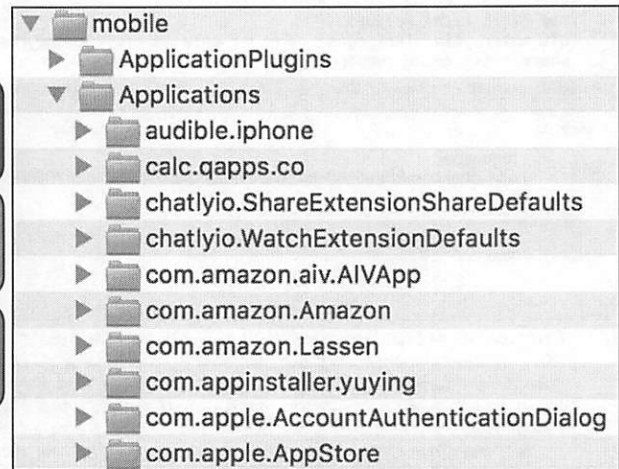 mobile
ApplicationPlugins
Applications
audible.iphone
calc.qapps.co
chatlyio.ShareExtensionShareDefaults
chatlyio.WatchExtensionDefaults
com.amazon.aiv.AIVApp
com.amazon.Amazon
com.amazon.Lassen
com.appinstaller.yuying
com.apple.AccountAuthenticationDialog
com.apple.AppStore